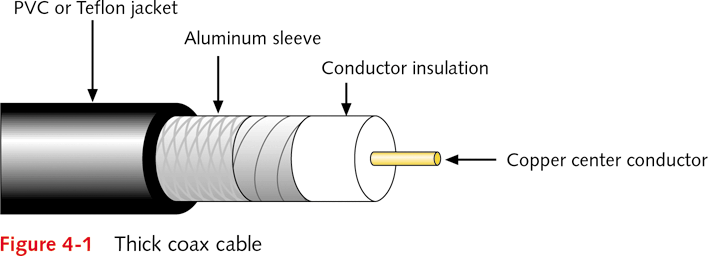 PVC or Teflon jacket
Aluminum sleeve
Conductor insulation
Copper center conductor
Figure 4-1 Thick coax cable